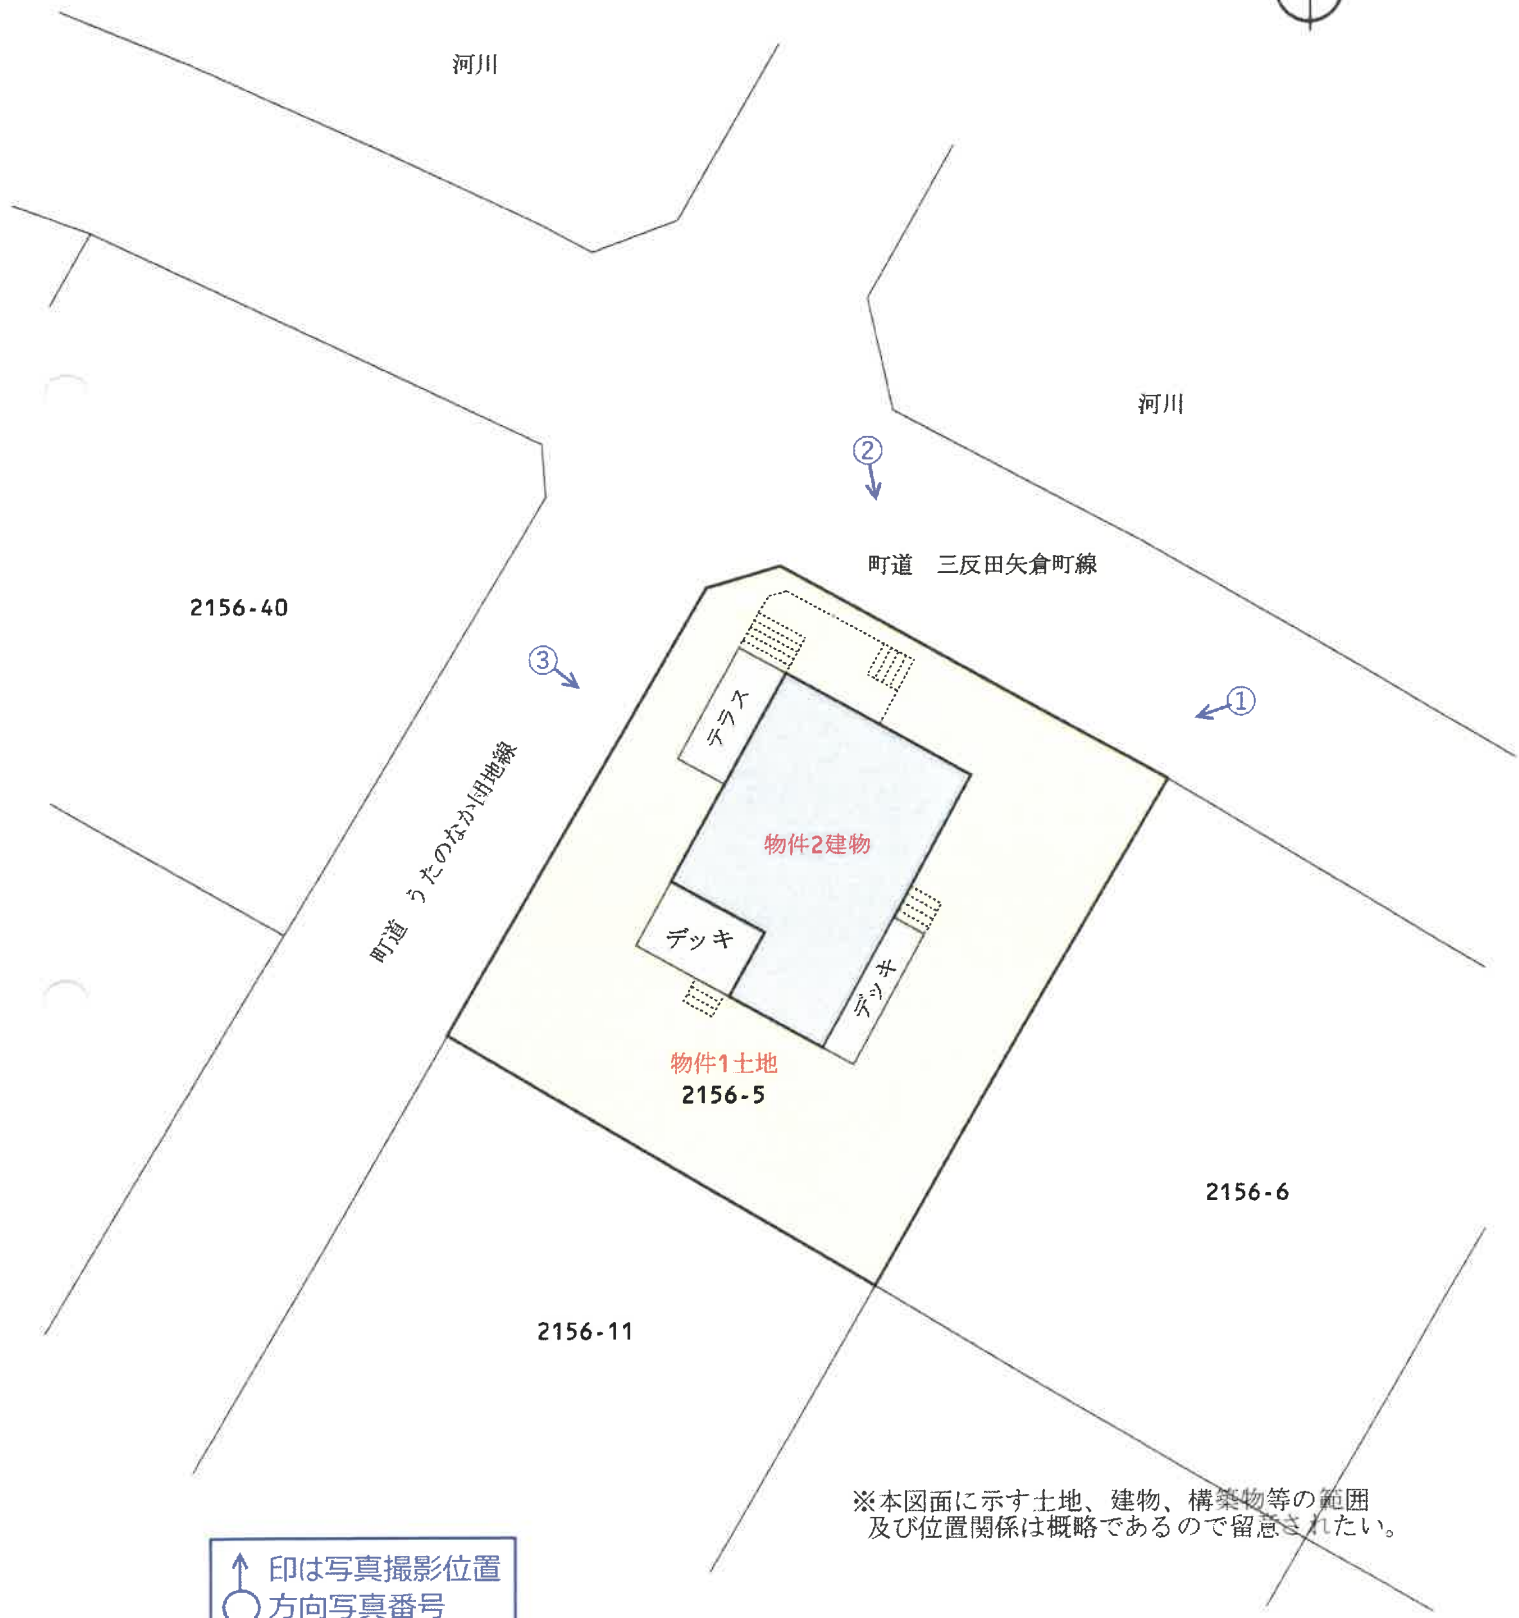 河川
河川
②
町道　三反田矢倉町線
2156-40
③
①
テラス
町道　うたのなか団地線
物件2建物
デッキ
デッキ
物件1土地
2156-5
2156-6
2156-11
※本図面に示す土地、建物、構築物等の範囲
及び位置関係は概略であるので留意されたい。
印は写真撮影位置
方向写真番号